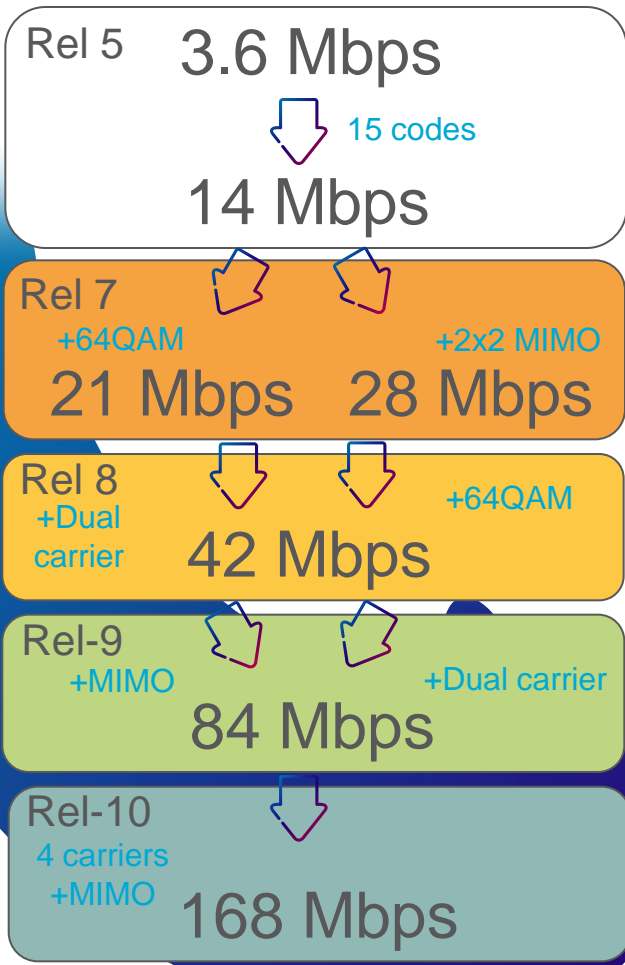 Rel 5
3.6 Mbps
15 codes
14 Mbps
Rel 7
+64QAM
+2x2 MIMO
21 Mbps
28 Mbps
Rel 8
+Dual
carrier
+64QAM
42 Mbps
Rel-9
+MIMO
+Dual carrier
84 Mbps
Rel-10
4 carriers
+MIMO
168 Mbps